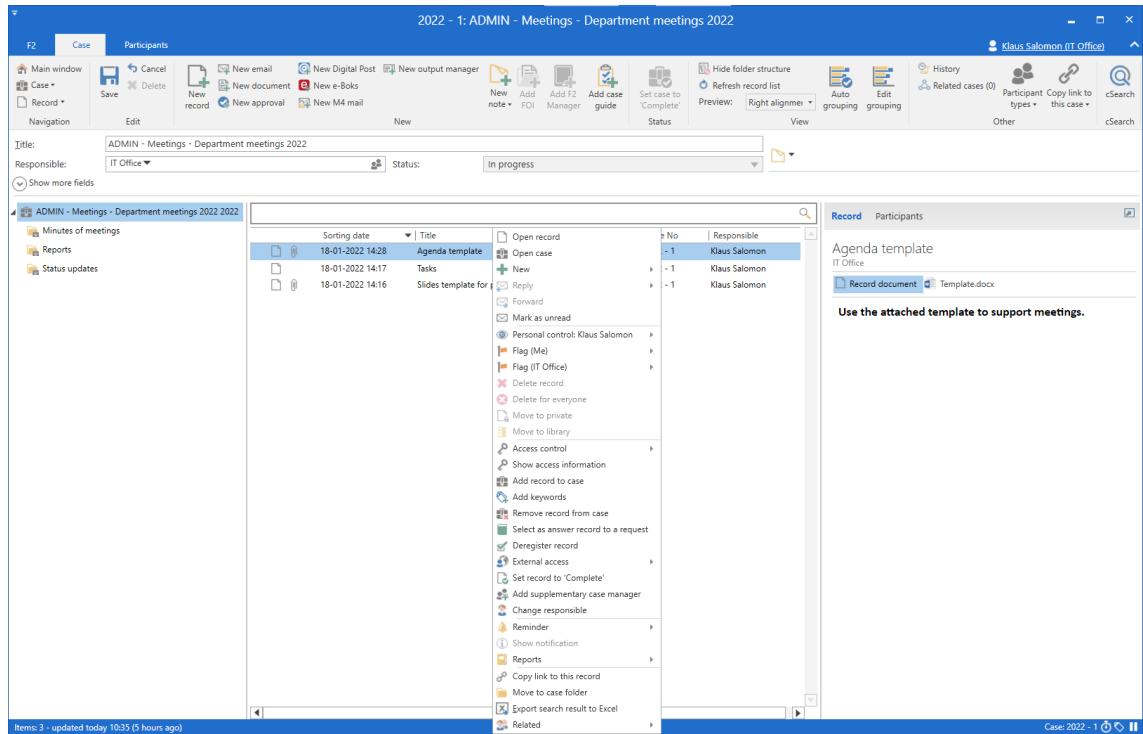 2022 - 1: ADMIN - Meetings - Department meetings 2022
F2 Case Participants Klaus Salomon (IT Office)
Main window
Case
Record
Navigation
Save
Cancel
Delete
Edit
New record
New email
New document
New approval
New Digital Post
New e-Boks
New M4 mail
New output manager
New note
Add FOI
Add F2 Manager
Add case guide
New
Set case to 'Complete'
Status
Hide folder structure
Refresh record list
Preview: Right alignmer
Auto grouping
Edit grouping
View
History
Related cases (0)
Participant types
Copy link to this case
Other
cSearch
cSearch
Title: ADMIN - Meetings - Department meetings 2022
Responsible: IT Office Status: In progress
Show more fields
ADMIN - Meetings - Department meetings 2022 2022
Minutes of meetings
Reports
Status updates
Sorting date Title No Responsible
18-01-2022 14:28 Agenda template - 1 Klaus Salomon
18-01-2022 14:17 Tasks - 1 Klaus Salomon
18-01-2022 14:16 Slides template for - 1 Klaus Salomon
Open record
Open case
New
Reply
Forward
Mark as unread
Personal control: Klaus Salomon
Flag (Me)
Flag (IT Office)
Delete record
Delete for everyone
Move to private
Move to library
Access control
Show access information
Add record to case
Add keywords
Remove record from case
Select as answer record to a request
Deregister record
External access
Set record to 'Complete'
Add supplementary case manager
Change responsible
Reminder
Show notification
Reports
Copy link to this record
Move to case folder
Export search result to Excel
Related
Record Participants
Agenda template
IT Office
Record document Template.docx
Use the attached template to support meetings.
Items: 3 - updated today 10:35 (5 hours ago) Case: 2022 - 1